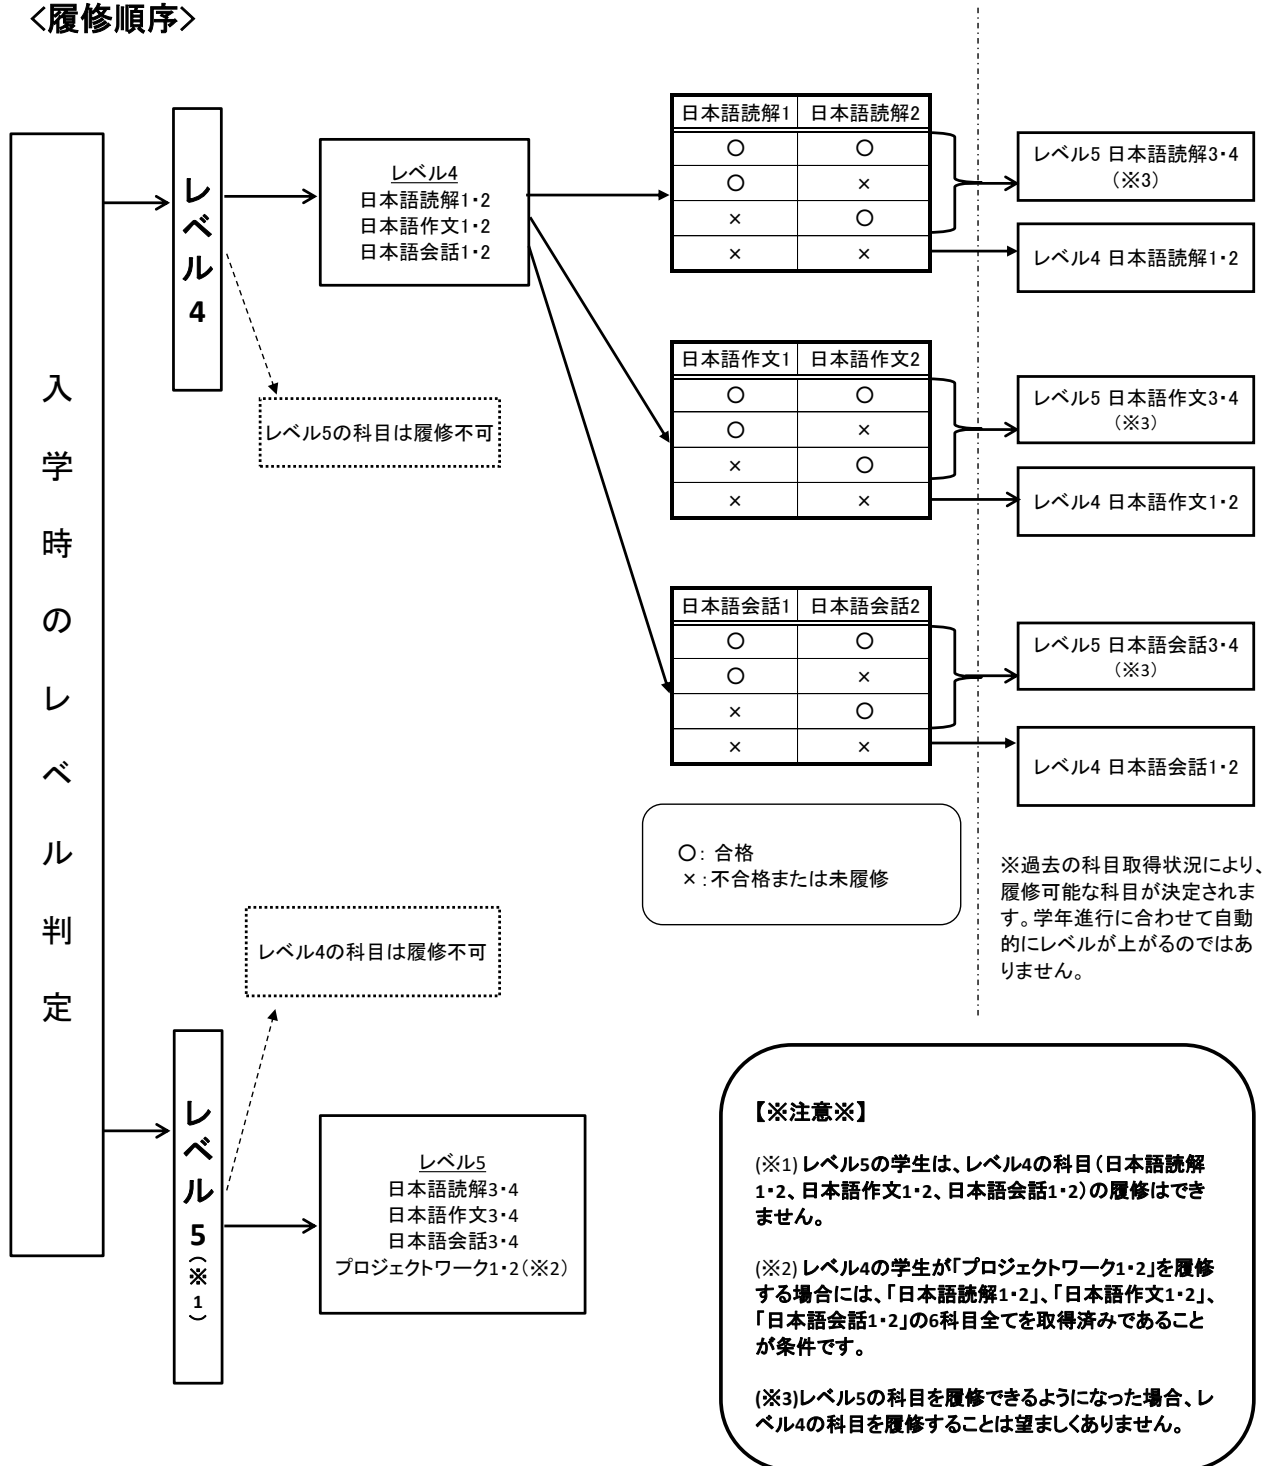 <履修順序>
入学時のレベル判定
レベル4
レベル4
日本語読解1・2
日本語作文1・2
日本語会話1・2
レベル5の科目は履修不可
日本語読解1 日本語読解2
○ ○
○ ×
× ○
× ×
レベル5 日本語読解3・4
(※3)
レベル4 日本語読解1・2
日本語作文1 日本語作文2
○ ○
○ ×
× ○
× ×
レベル5 日本語作文3・4
(※3)
レベル4 日本語作文1・2
日本語会話1 日本語会話2
○ ○
○ ×
× ○
× ×
レベル5 日本語会話3・4
(※3)
レベル4 日本語会話1・2
○: 合格
×:不合格または未履修
※過去の科目取得状況により、
履修可能な科目が決定されま
す。学年進行に合わせて自動
的にレベルが上がるのではあ
りません。
レベル4の科目は履修不可
レベル5(※1)
レベル5
日本語読解3・4
日本語作文3・4
日本語会話3・4
プロジェクトワーク1・2(※2)
【※注意※】
(※1) レベル5の学生は、レベル4の科目(日本語読解
1・2、日本語作文1・2、日本語会話1・2)の履修はでき
ません。
(※2) レベル4の学生が「プロジェクトワーク1・2」を履修
する場合には、「日本語読解1・2」、「日本語作文1・2」、
「日本語会話1・2」の6科目全てを取得済みであること
が条件です。
(※3)レベル5の科目を履修できるようになった場合、レ
ベル4の科目を履修することは望ましくありません。